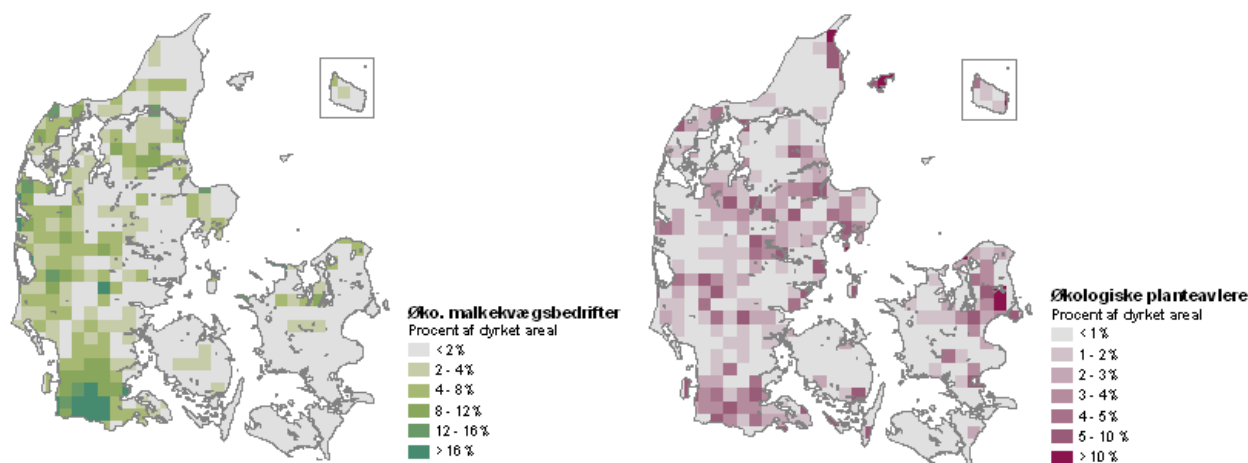 Øko. malkekvægsbedrifter
Procent af dyrket areal
< 2 %
2 - 4%
4 - 8%
8 - 12%
12 - 16 %
> 16 %
Økologiske planteavlere
Procent af dyrket areal
< 1 %
1 - 2%
2 - 3%
3 - 4%
4 - 5%
5 - 10 %
> 10 %